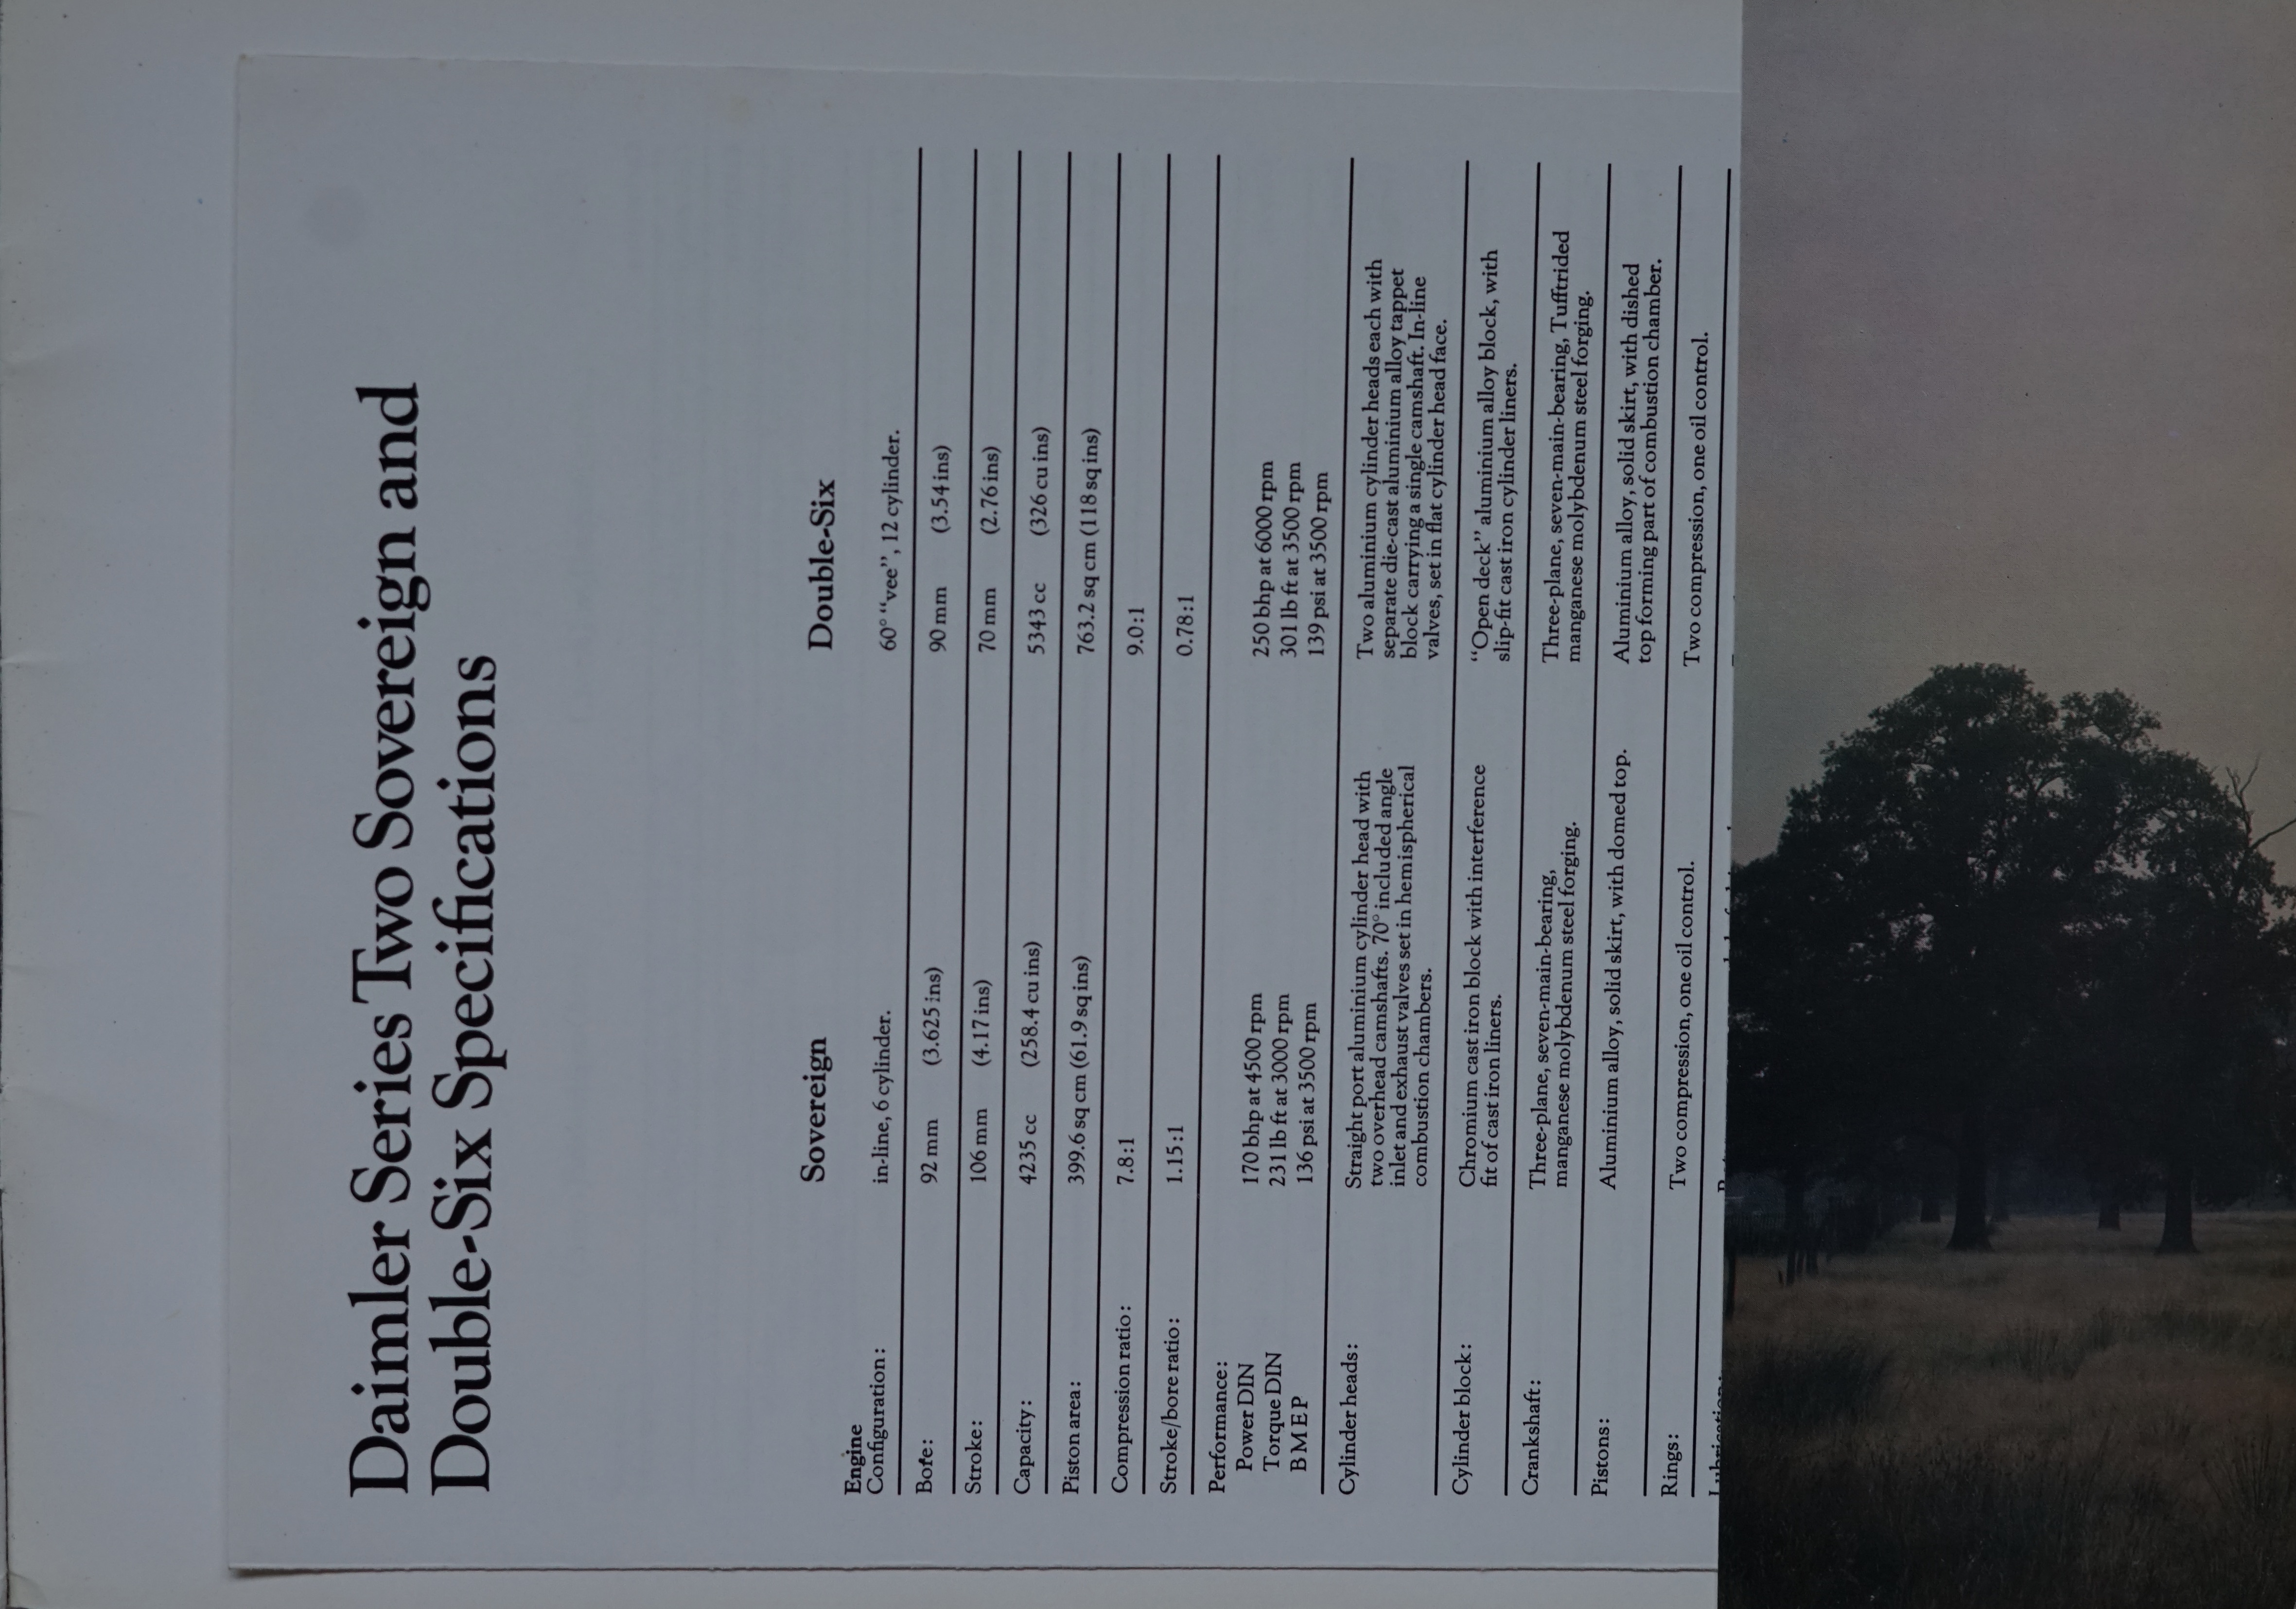 Daimler Series Two Sovereign and
Double-Six Specifications
Sovereign Double-Six
Engine
Configuration: in-line, 6 cylinder. 60° “vee”, 12 cylinder.
Bore: 92 mm (3.625 ins) 90 mm (3.54 ins)
Stroke: 106 mm (4.17 ins) 70 mm (2.76 ins)
Capacity: 4235 cc (258.4 cu ins) 5343 cc (326 cu ins)
Piston area: 399.6 sq cm (61.9 sq ins) 763.2 sq cm (118 sq ins)
Compression ratio: 7.8:1 9.0:1
Stroke/bore ratio: 1.15:1 0.78:1
Performance:
Power DIN 170 bhp at 4500 rpm 250 bhp at 6000 rpm
Torque DIN 231 lb ft at 3000 rpm 301 lb ft at 3500 rpm
B M E P 136 psi at 3500 rpm 139 psi at 3500 rpm
Cylinder heads: Straight port aluminium cylinder head with Two aluminium cylinder heads each with
two overhead camshafts. 70° included angle separate die-cast aluminium alloy tappet
inlet and exhaust valves set in hemispherical block carrying a single camshaft. In-line
combustion chambers. valves, set in flat cylinder head face.
Cylinder block: Chromium cast iron block with interference “Open deck” aluminium alloy block, with
fit of cast iron liners. slip-fit cast iron cylinder liners.
Crankshaft: Three-plane, seven-main-bearing, Three-plane, seven-main-bearing, Tufftrided
manganese molybdenum steel forging. manganese molybdenum steel forging.
Pistons: Aluminium alloy, solid skirt, with domed top. Aluminium alloy, solid skirt, with dished
top forming part of combustion chamber.
Rings: Two compression, one oil control. Two compression, one oil control.
Lubrication: